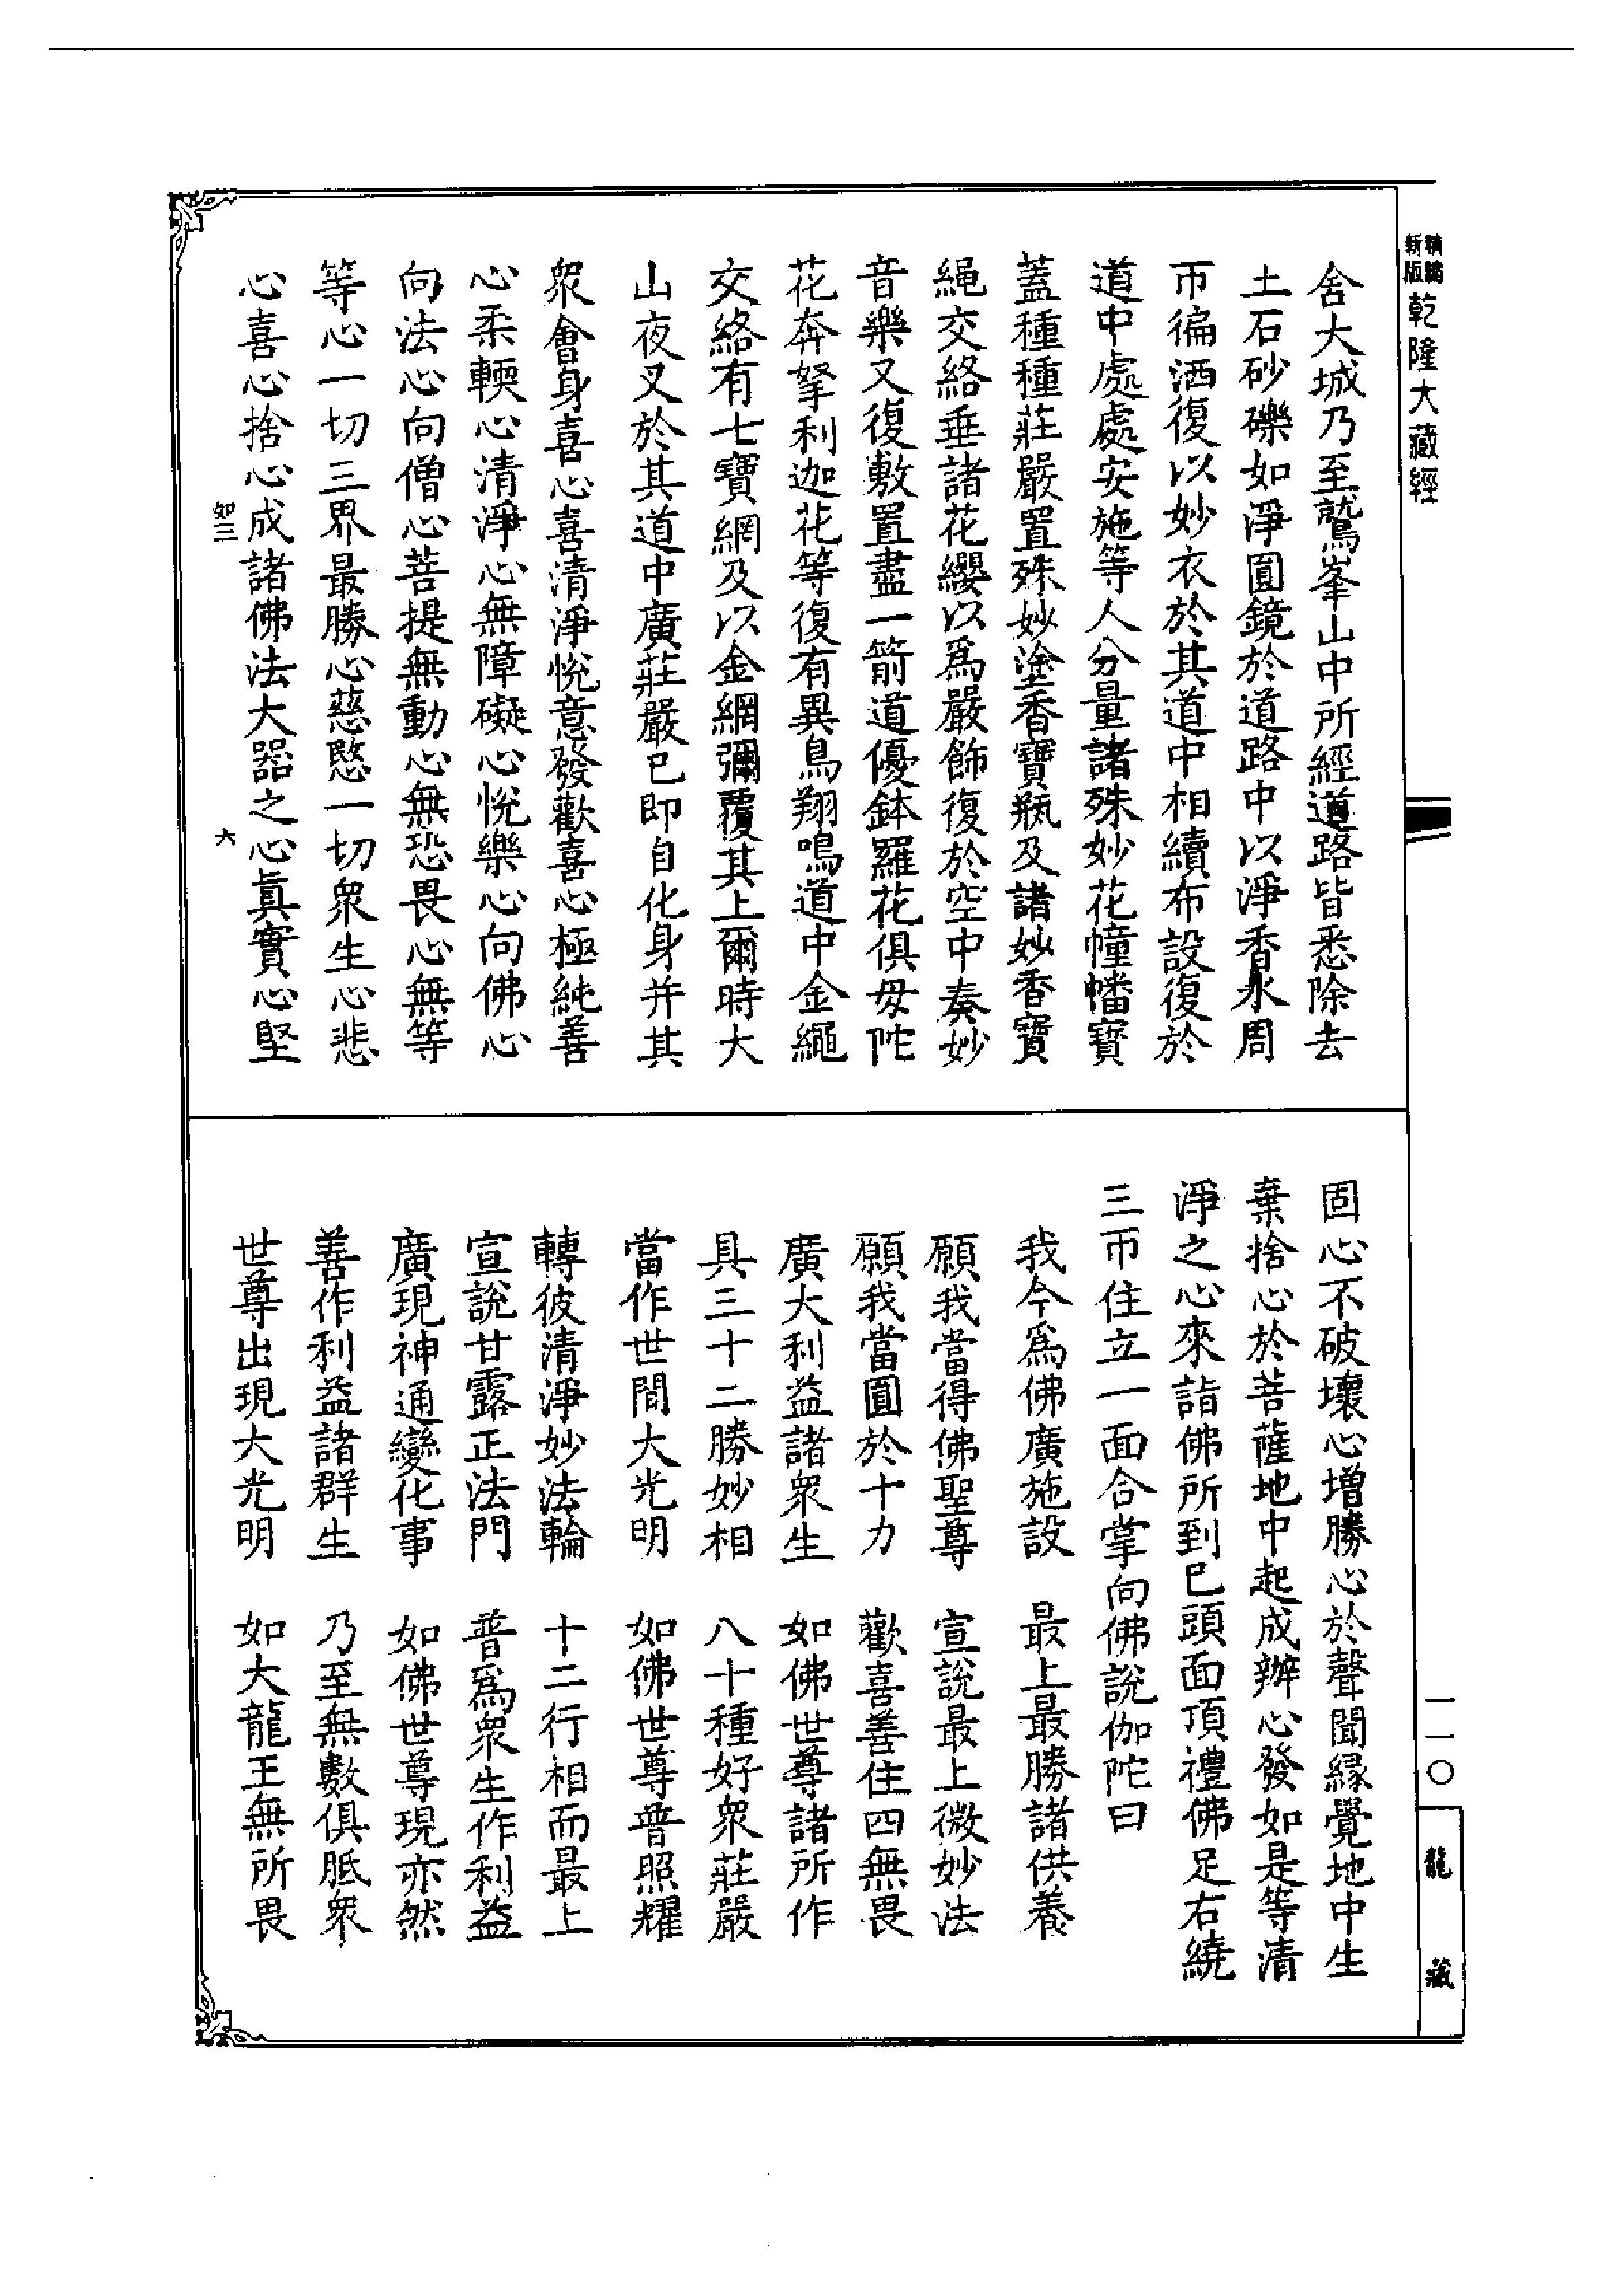 新版精編乾隆大藏經
舍大城乃至鷲峯山中所經道路皆悉除去
土石砂礫如淨圓鏡於道路中以淨香水周
帀徧洒復以妙衣於其道中相續布設復於
道中處處安施等人分量諸殊妙花幢幡寶
蓋種種莊嚴置殊妙塗香寶瓶及諸妙香寶
繩交絡垂諸花纓以爲嚴飾復於空中奏妙
音樂又復敷置盡一箭道優鉢羅花俱毋陀
花奔拏利迦花等復有異鳥翔鳴道中金繩
交絡有七寶網及以金網彌覆其上爾時大
山夜叉於其道中廣莊嚴已即自化身并其
衆會身喜心喜清淨悅意發歡喜心極純善
心柔輭心清淨心無障礙心悅樂心向佛心
向法心向僧心菩提無動心無恐畏心無等
等心一切三界最勝心慈愍一切衆生心悲
心喜心捨心成諸佛法大器之心眞實心堅
如三
六
固心不破壞心增勝心於聲聞緣覺地中生
棄捨心於菩薩地中起成辦心發如是等清
淨之心來詣佛所到已頭面頂禮佛足右繞
三帀住立一面合掌向佛說伽陀曰
我今爲佛廣施設　最上最勝諸供養
願我當得佛聖尊　宣說最上微妙法
願我當圓於十力　歡喜善住四無畏
廣大利益諸衆生　如佛世尊諸所作
具三十二勝妙相　八十種好衆莊嚴
當作世間大光明　如佛世尊普照耀
轉彼清淨妙法輪　十二行相而最上
宣說甘露正法門　普爲衆生作利益
廣現神通變化事　如佛世尊現亦然
善作利益諸群生　乃至無數俱胝衆
世尊出現大光明　如大龍王無所畏
一一〇
龍藏